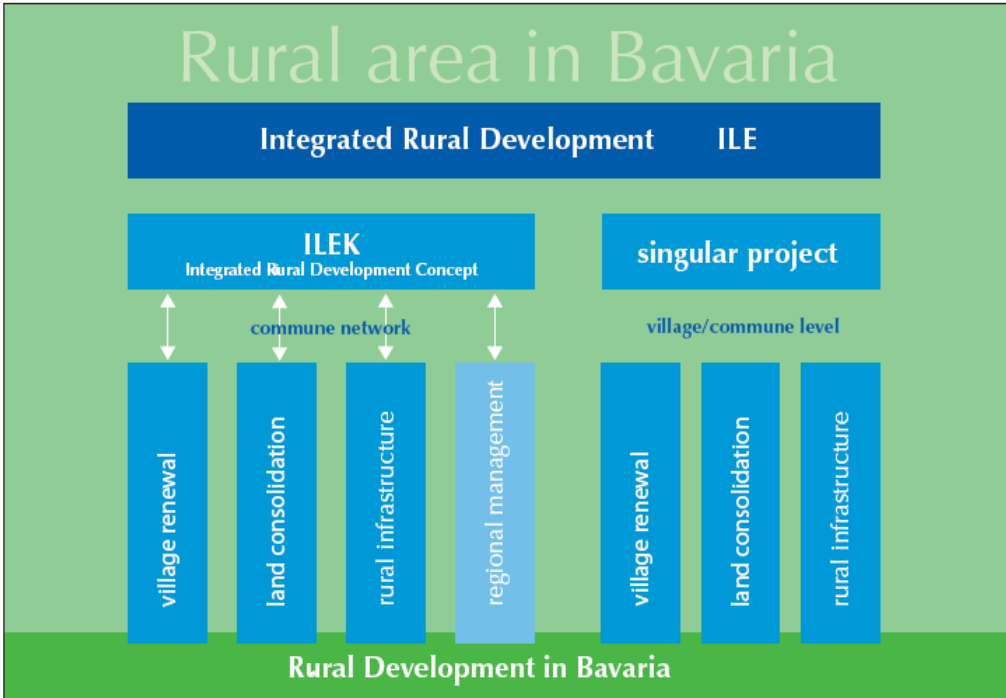 Rural area in Bavaria
Integrated Rural Development ILE
ILEK
Integrated Rural Development Concept
singular project
commune network
village/commune level
village renewal
land consolidation
rural infrastructure
regional management
village renewal
land consolidation
rural infrastructure
Rural Development in Bavaria